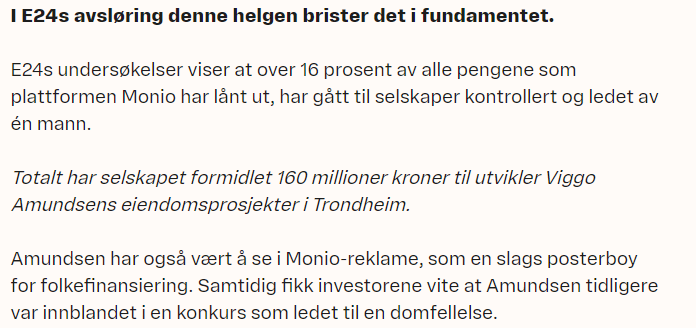 I E24s avsløring denne helgen brister det i fundamentet.
E24s undersøkelser viser at over 16 prosent av alle pengene som
plattformen Monio har lånt ut, har gått til selskaper kontrollert og ledet av
én mann.
Totalt har selskapet formidlet 160 millioner kroner til utvikler Viggo
Amundsens eiendomsprosjekter i Trondheim.
Amundsen har også vært å se i Monio-reklame, som en slags posterboy
for folkefinansiering. Samtidig fikk investorene vite at Amundsen tidligere
var innblandet i en konkurs som ledet til en domfellelse.